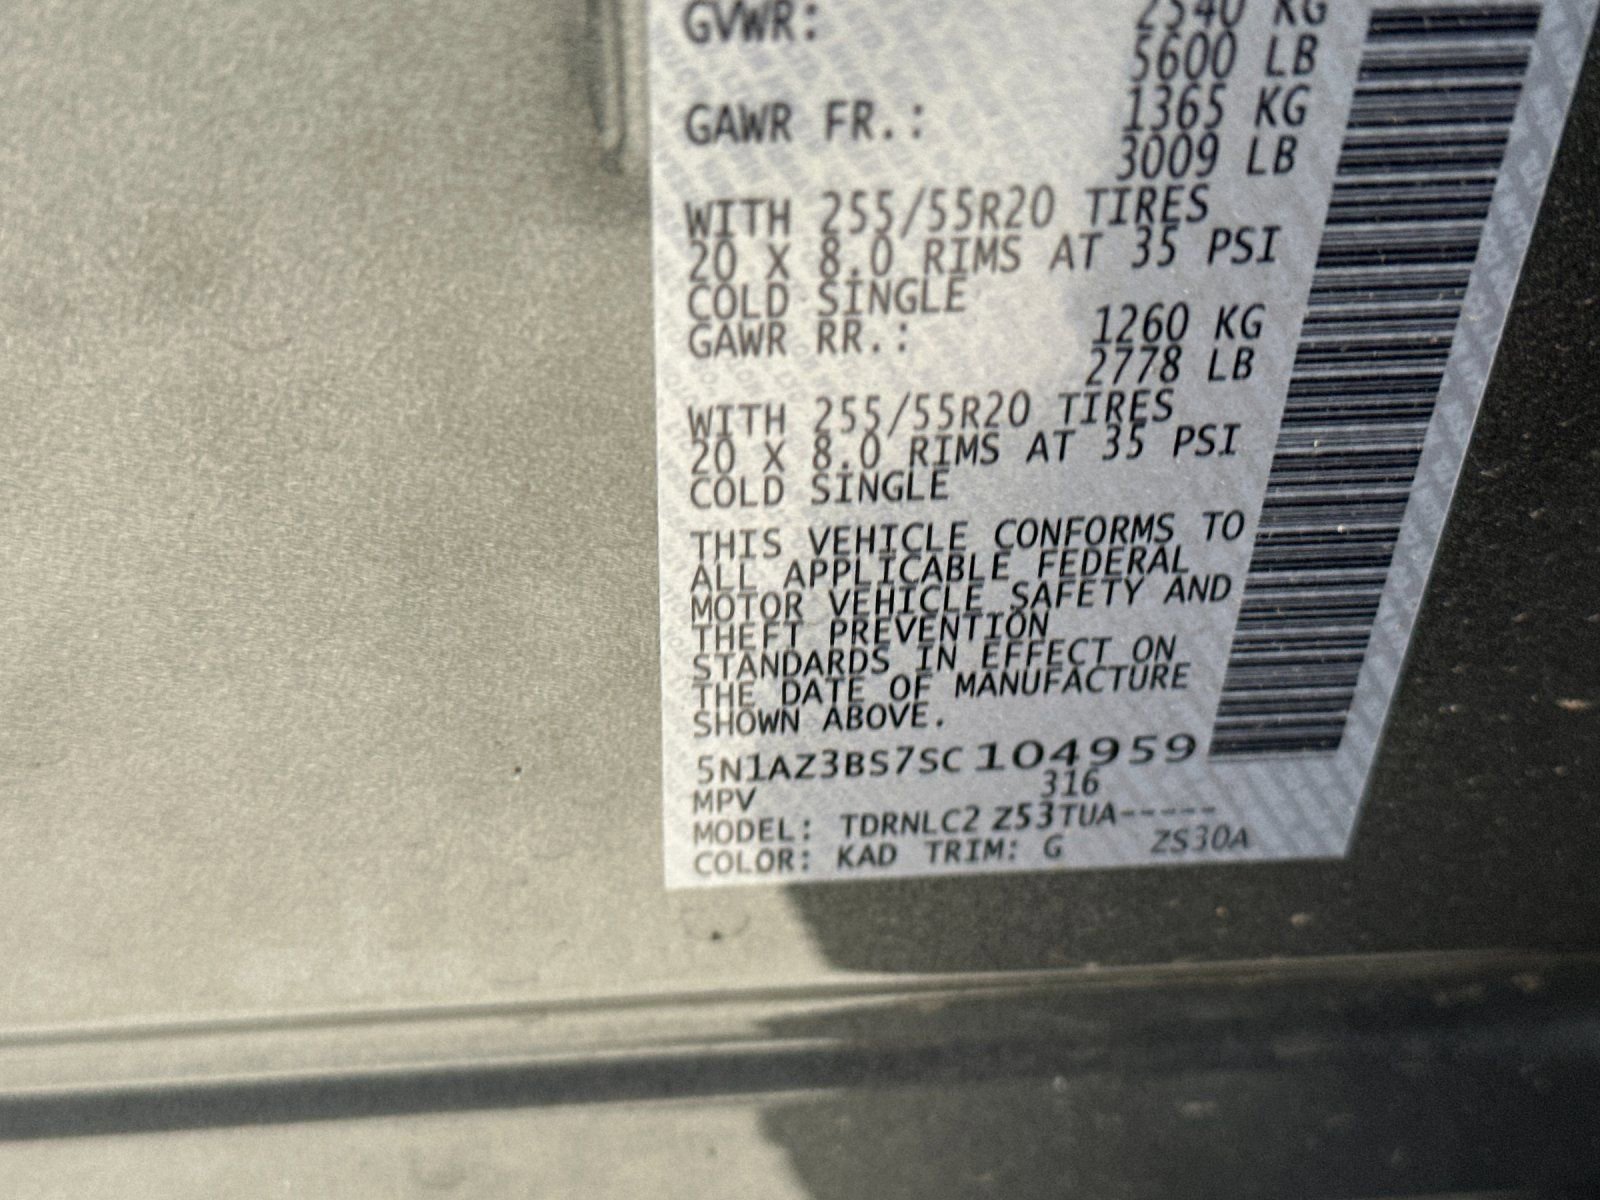 GVWR: 2540 KG
5600 LB
GAWR FR.: 1365 KG
3009 LB
WITH 255/55R20 TIRES
20 X 8.0 RIMS AT 35 PSI
COLD SINGLE
GAWR RR.: 1260 KG
2778 LB
WITH 255/55R20 TIRES
20 X 8.0 RIMS AT 35 PSI
COLD SINGLE
THIS VEHICLE CONFORMS TO
ALL APPLICABLE FEDERAL
MOTOR VEHICLE SAFETY AND
THEFT PREVENTION
STANDARDS IN EFFECT ON
THE DATE OF MANUFACTURE
SHOWN ABOVE.
5N1AZ3BS7SC104959
MPV 316
MODEL: TDRNLC2 Z53TUA-----
COLOR: KAD TRIM: G ZS30A